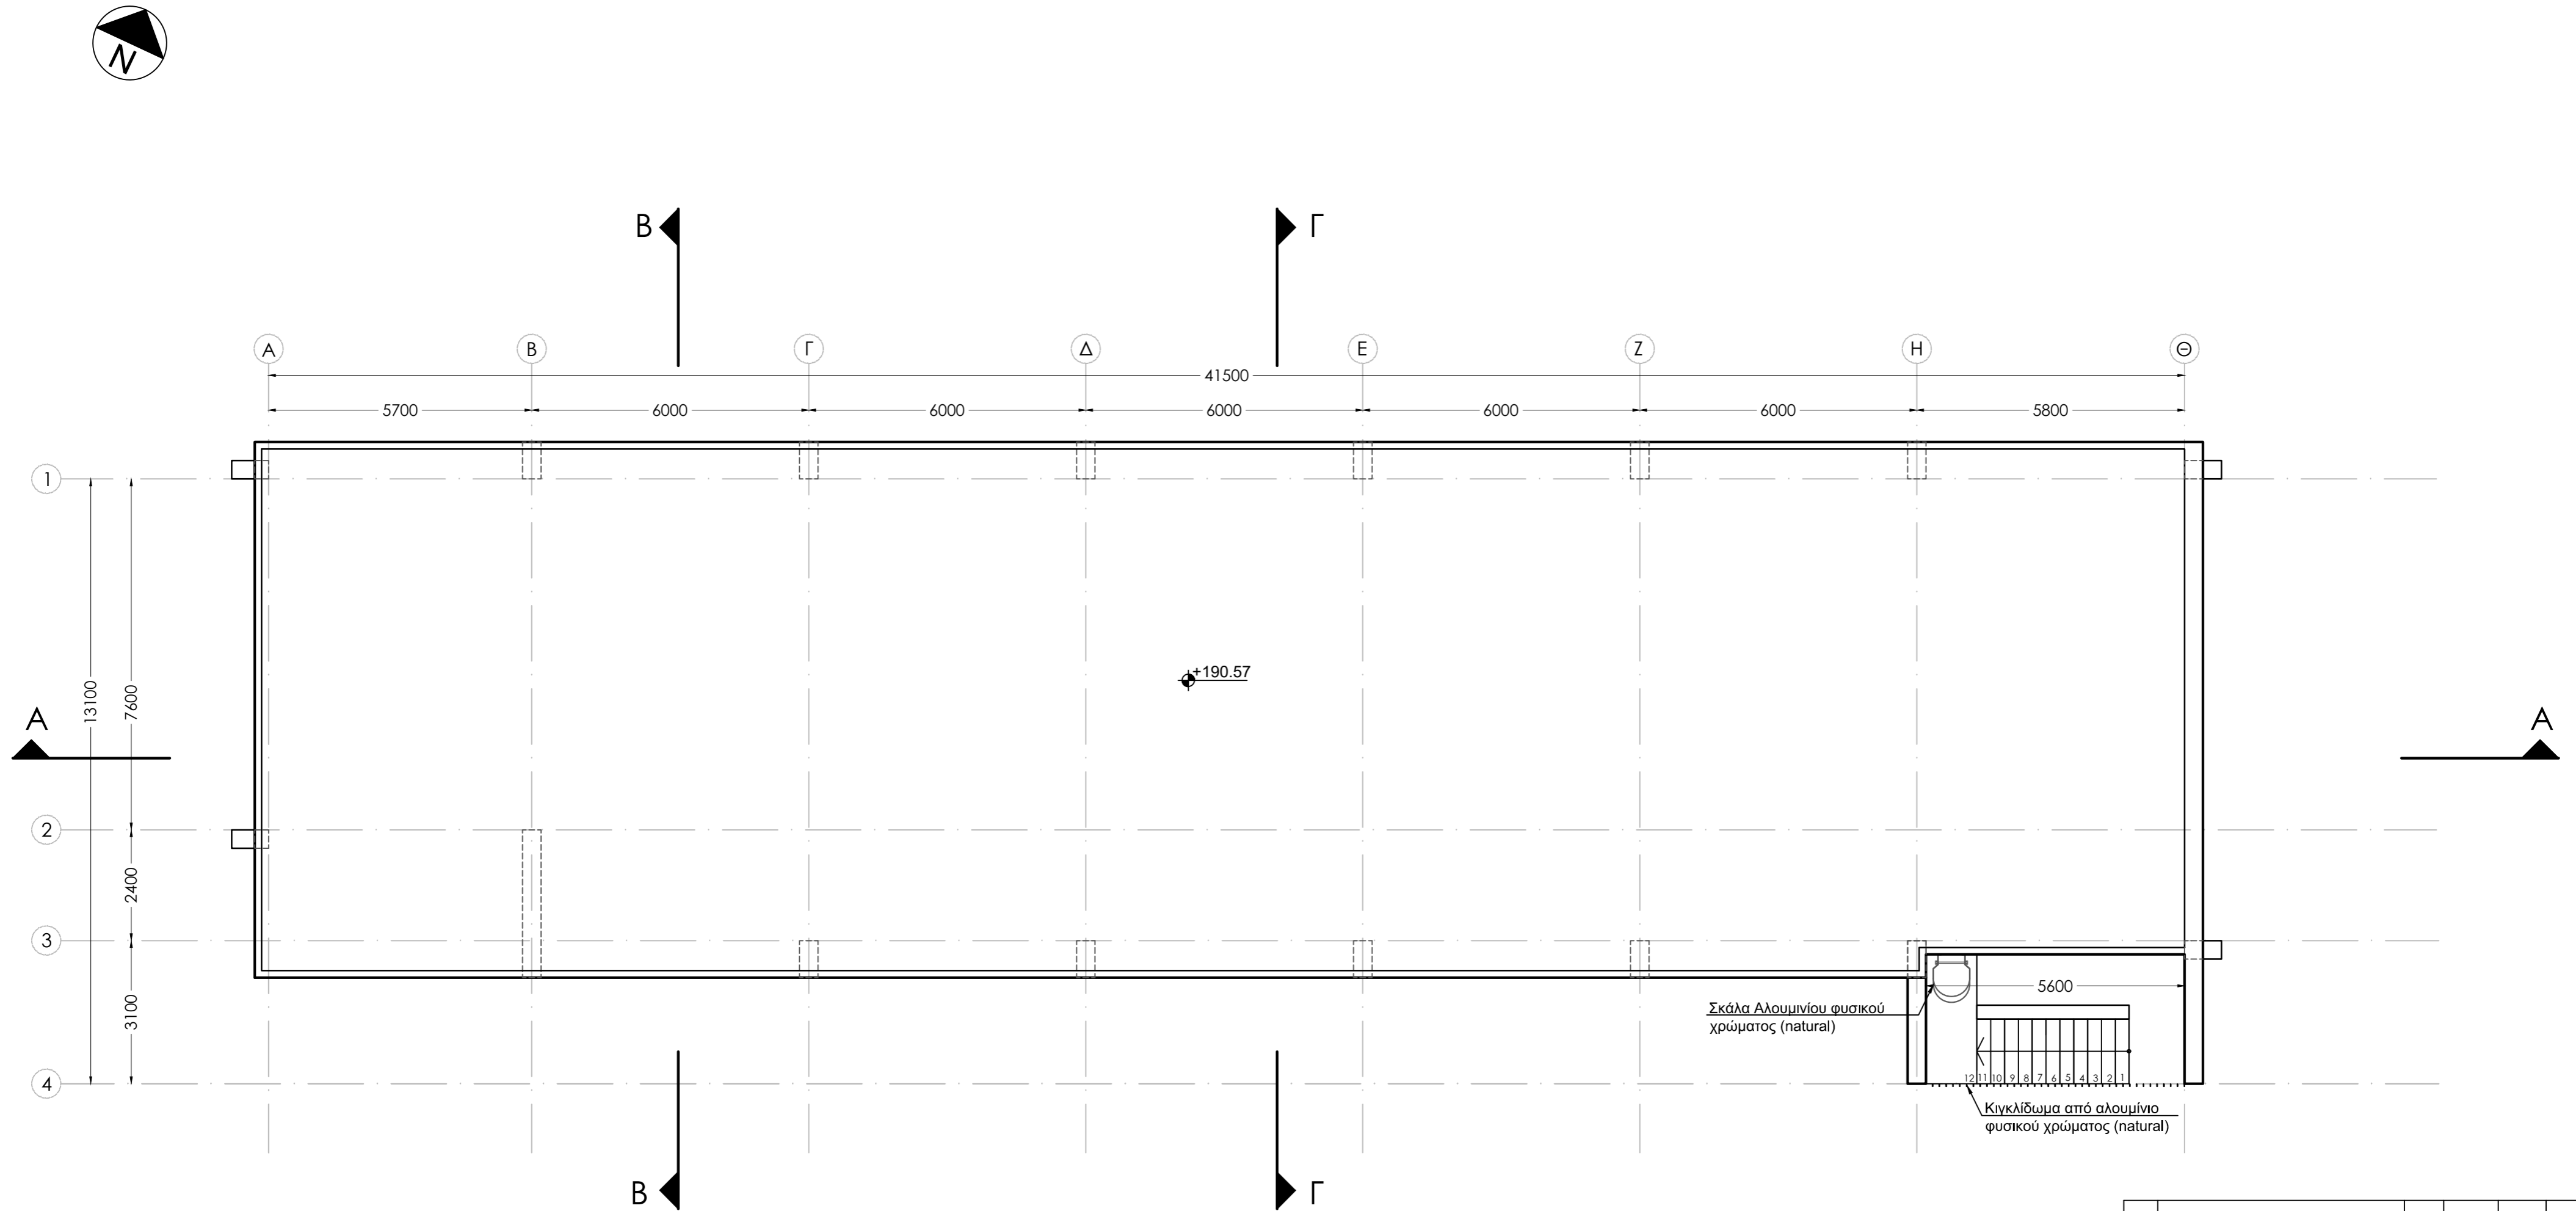 N
B
Γ
A
B
Γ
Δ
E
Z
H
Θ
41500
5700
6000
6000
6000
6000
6000
5800
1
2
3
4
13100
7600
2400
3100
A
A
+190.57
5600
Σκάλα Αλουμινίου φυσικού
χρώματος (natural)
12 11 10 9 8 7 6 5 4 3 2 1
Κιγκλίδωμα από αλουμίνιο
φυσικού χρώματος (natural)
B
Γ